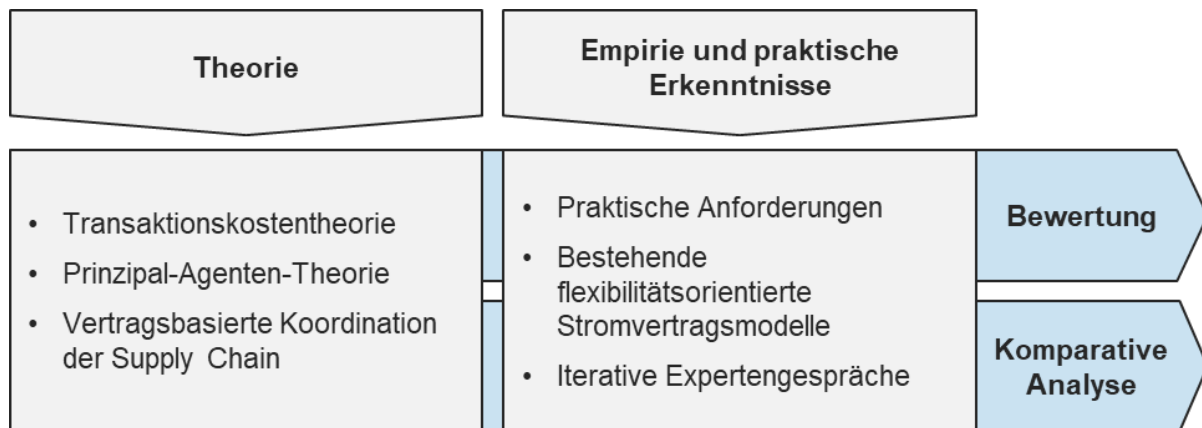 Theorie
Empirie und praktische
Erkenntnisse
• Transaktionskostentheorie
• Prinzipal-Agenten-Theorie
• Vertragsbasierte Koordination
der Supply Chain
• Praktische Anforderungen
• Bestehende
flexibilitätsorientierte
Stromvertragsmodelle
• Iterative Expertengespräche
Bewertung
Komparative
Analyse